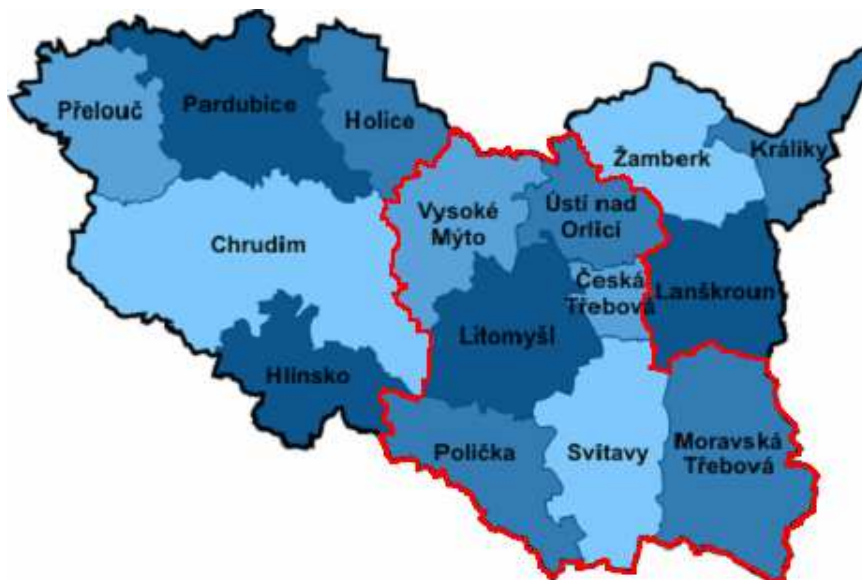 Přelouč
Pardubice
Holice
Žamberk
Králíky
Vysoké
Mýto
Ústí nad
Orlicí
Chrudim
Česká
Třebová
Lanškroun
Litomyšl
Hlinsko
Polička
Svitavy
Moravská
Třebová